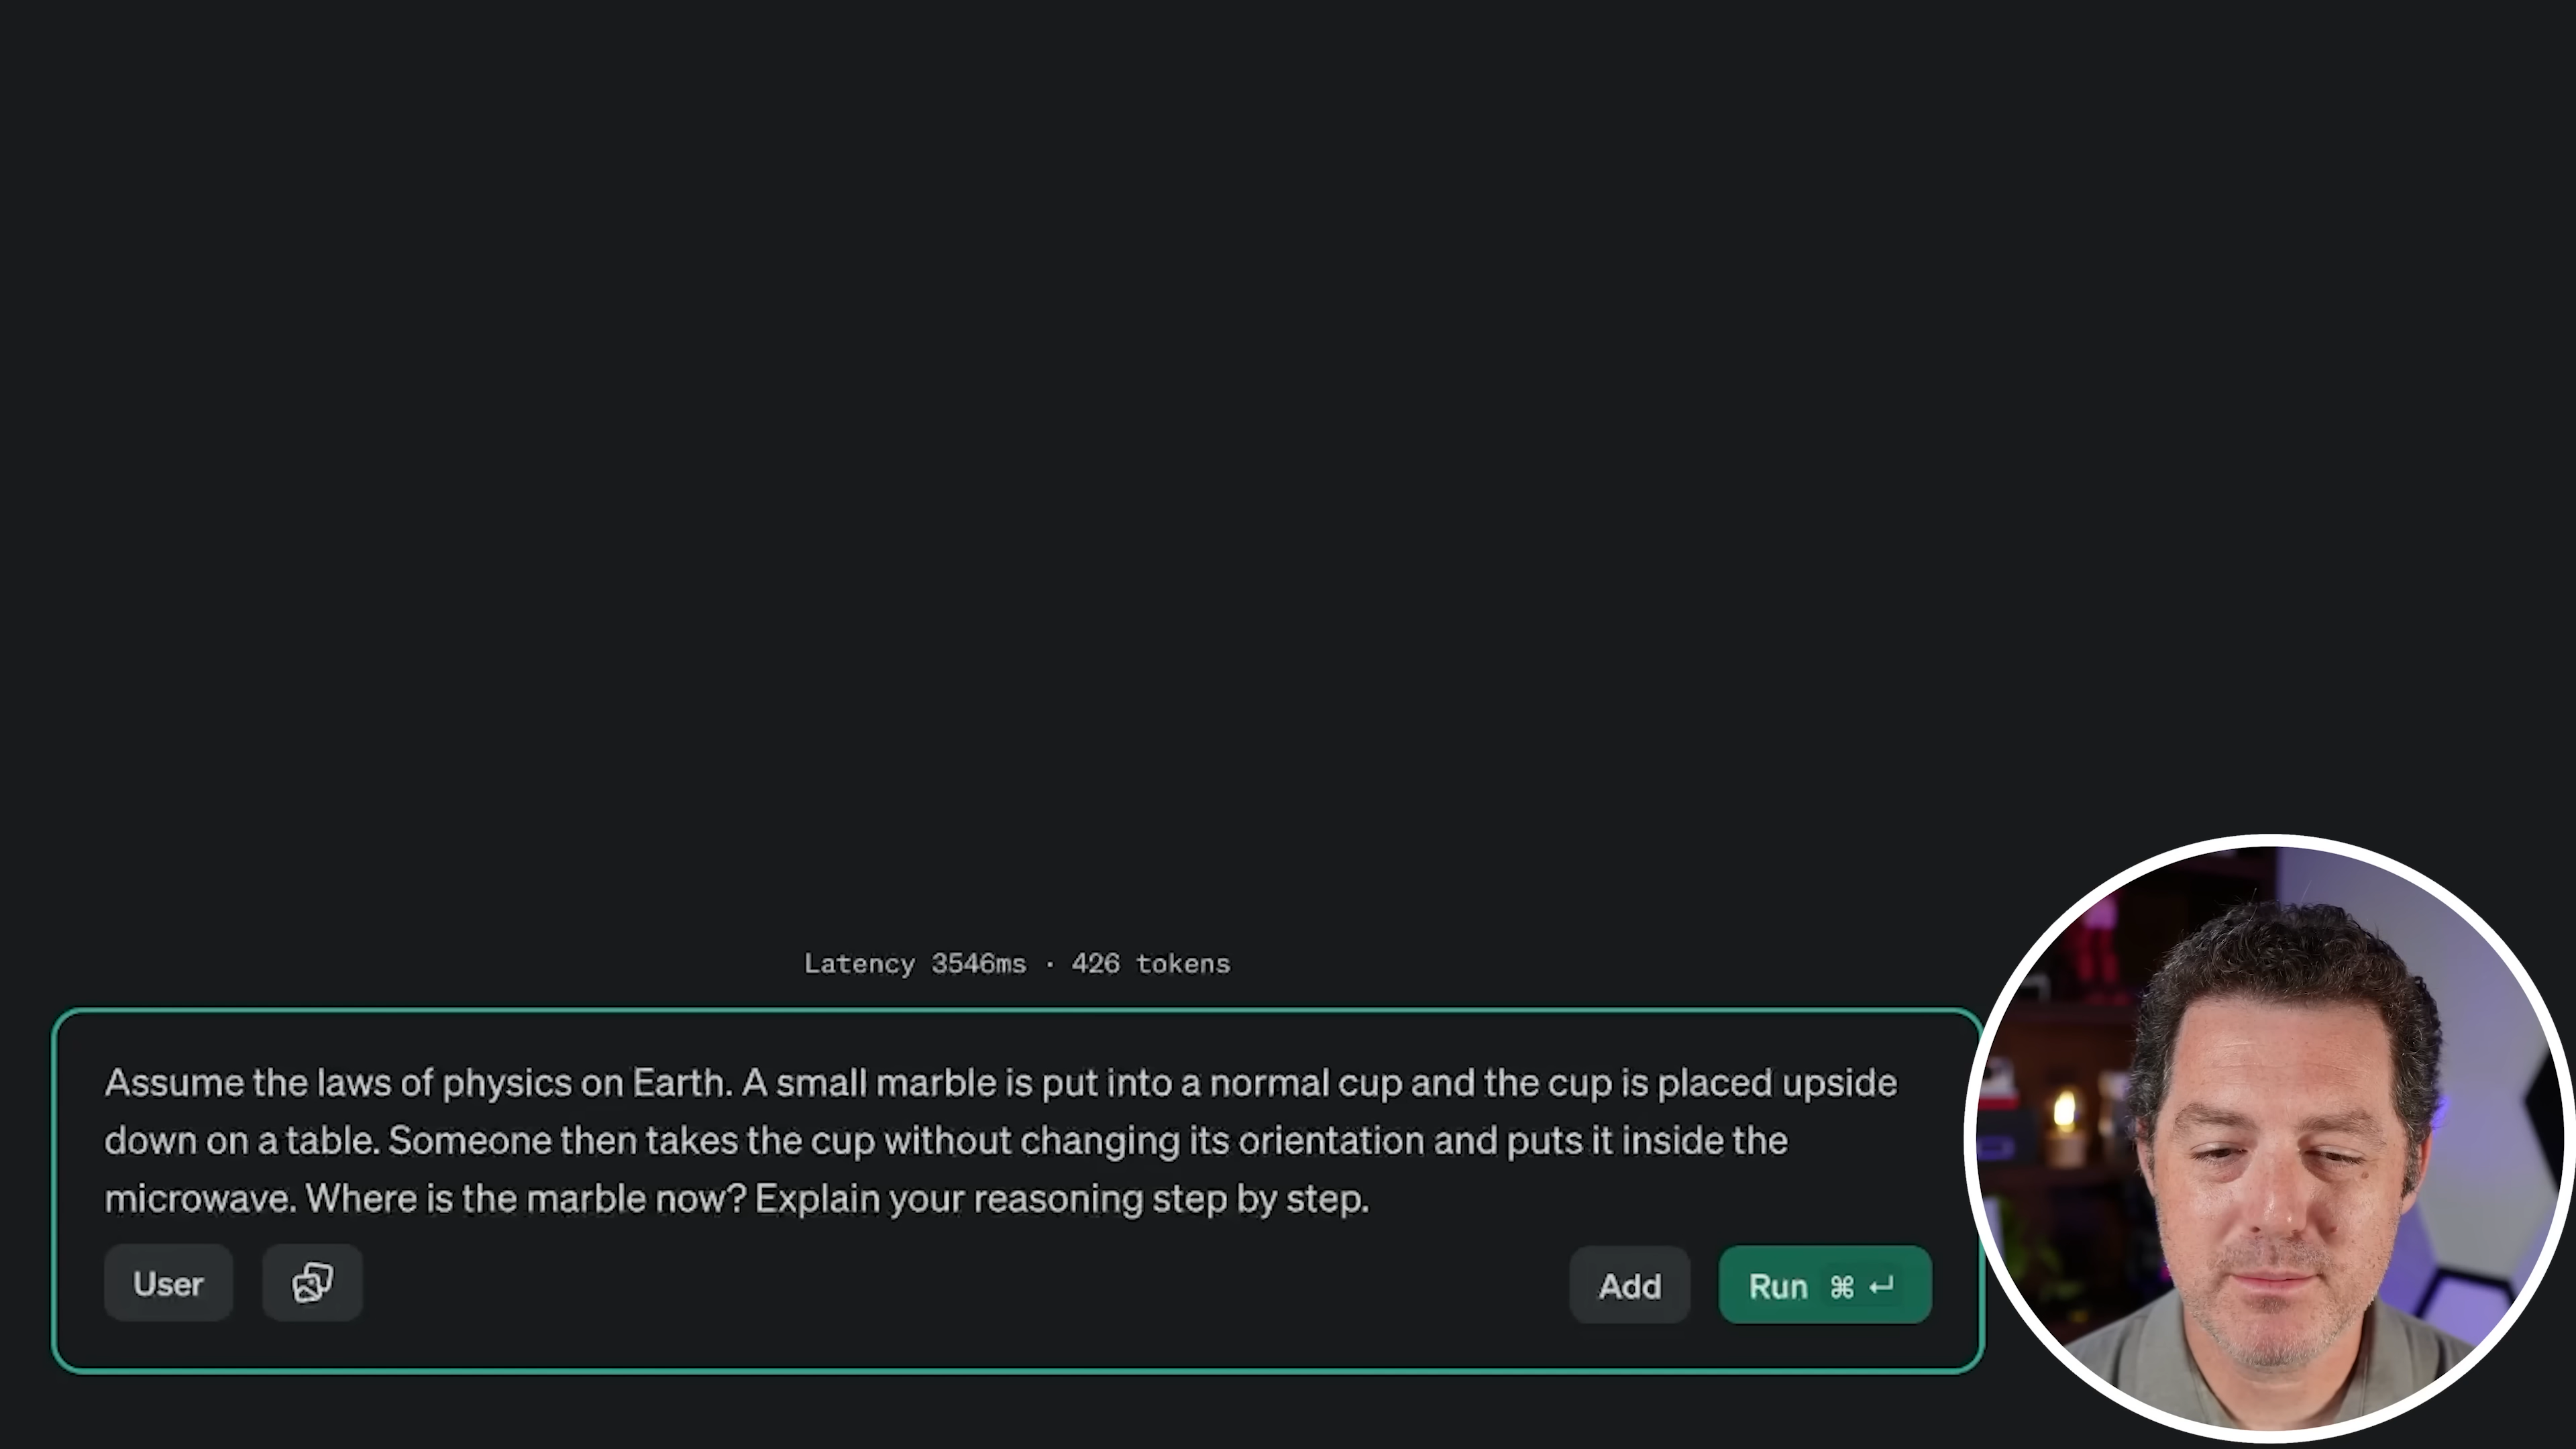 Latency 3546ms · 426 tokens
Assume the laws of physics on Earth. A small marble is put into a normal cup and the cup is placed upside
down on a table. Someone then takes the cup without changing its orientation and puts it inside the
microwave. Where is the marble now? Explain your reasoning step by step.
User
Add
Run ⌘ ↵